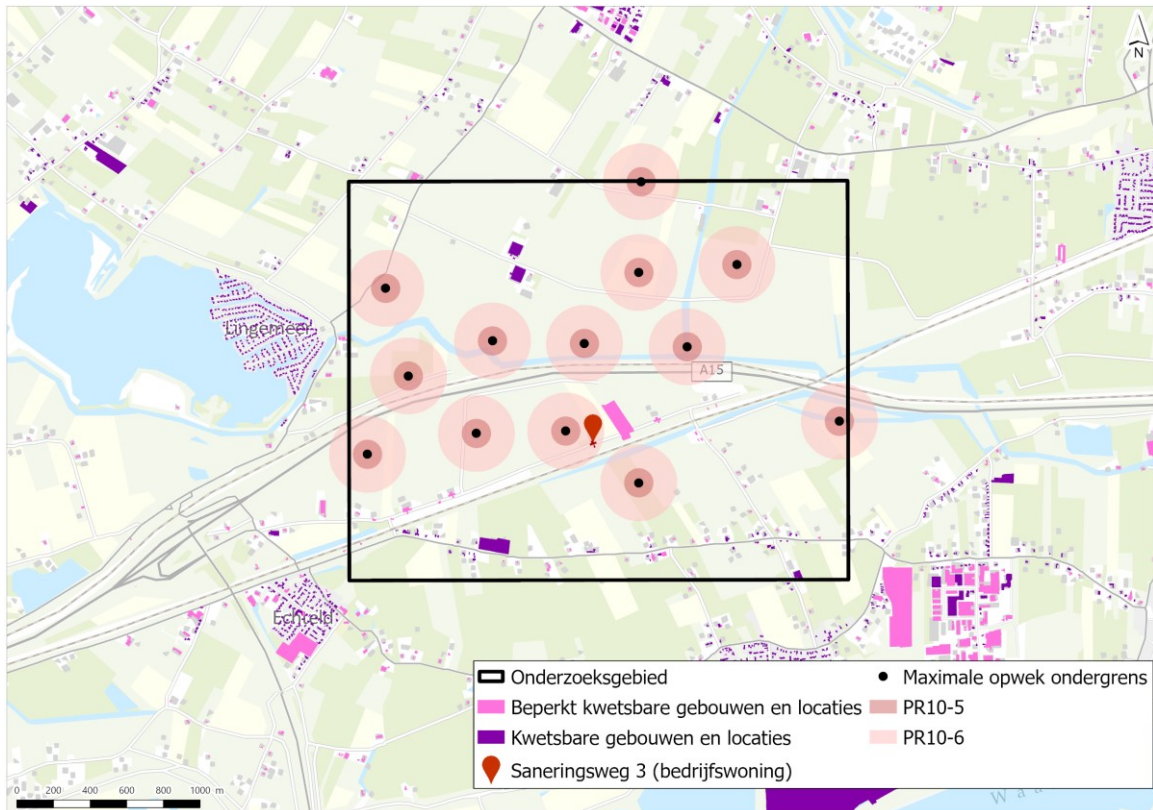 N
Lingemeer
A15
Echteld
Onderzoeksgebied
Beperkt kwetsbare gebouwen en locaties
Kwetsbare gebouwen en locaties
Saneringsweg 3 (bedrijfswoning)
Maximale opwek ondergrens
PR10-5
PR10-6
0 200 400 600 800 1000 m